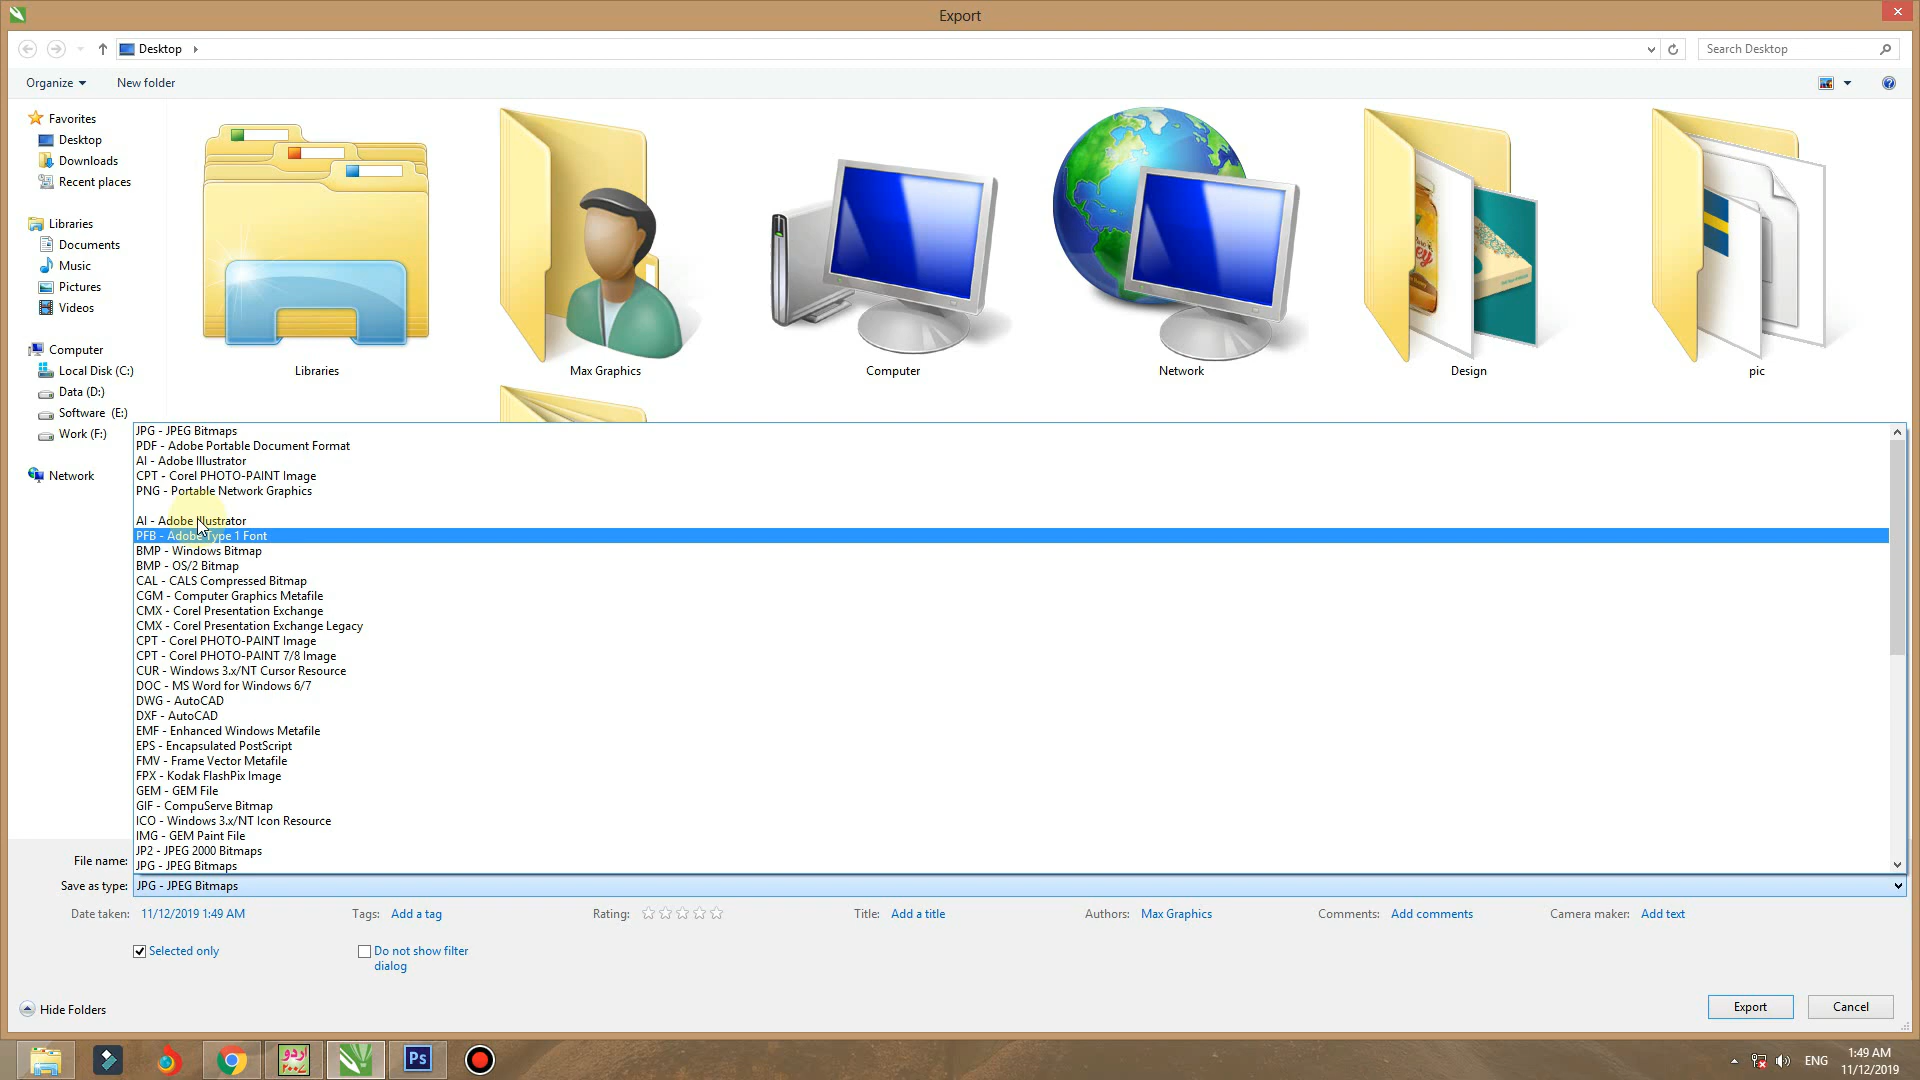 Export
Desktop
Search Desktop
Organize
New folder
Favorites
Desktop
Downloads
Recent places
Libraries
Documents
Music
Pictures
Videos
Computer
Local Disk (C:)
Data (D:)
Software (E:)
Work (F:)
Network
Libraries
Max Graphics
Computer
Network
Design
pic
JPG - JPEG Bitmaps
PDF - Adobe Portable Document Format
AI - Adobe Illustrator
CPT - Corel PHOTO-PAINT Image
PNG - Portable Network Graphics
AI - Adobe Illustrator
PFB - Adobe Type 1 Font
BMP - Windows Bitmap
BMP - OS/2 Bitmap
CAL - CALS Compressed Bitmap
CGM - Computer Graphics Metafile
CMX - Corel Presentation Exchange
CMX - Corel Presentation Exchange Legacy
CPT - Corel PHOTO-PAINT Image
CPT - Corel PHOTO-PAINT 7/8 Image
CUR - Windows 3.x/NT Cursor Resource
DOC - MS Word for Windows 6/7
DWG - AutoCAD
DXF - AutoCAD
EMF - Enhanced Windows Metafile
EPS - Encapsulated PostScript
FMV - Frame Vector Metafile
FPX - Kodak FlashPix Image
GEM - GEM File
GIF - CompuServe Bitmap
ICO - Windows 3.x/NT Icon Resource
IMG - GEM Paint File
JP2 - JPEG 2000 Bitmaps
JPG - JPEG Bitmaps
File name:
Save as type: JPG - JPEG Bitmaps
Date taken: 11/12/2019 1:49 AM Tags: Add a tag Rating: Title: Add a title Authors: Max Graphics Comments: Add comments Camera maker: Add text
Selected only
Do not show filter
dialog
Hide Folders
Export
Cancel
اردو
Ps
ENG
1:49 AM
11/12/2019